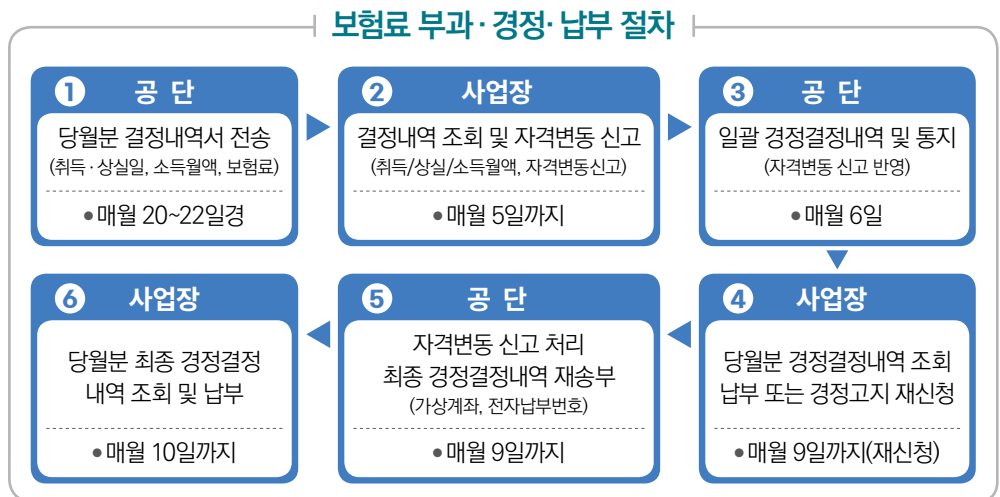 보험료 부과·경정·납부 절차
1 공 단
당월분 결정내역서 전송
(취득·상실일, 소득월액, 보험료)
•매월 20~22일경
2 사업장
결정내역 조회 및 자격변동 신고
(취득/상실/소득월액, 자격변동신고)
•매월 5일까지
3 공 단
일괄 경정결정내역 및 통지
(자격변동 신고 반영)
•매월 6일
4 사업장
당월분 경정결정내역 조회
납부 또는 경정고지 재신청
•매월 9일까지(재신청)
5 공 단
자격변동 신고 처리
최종 경정결정내역 재송부
(가상계좌, 전자납부번호)
•매월 9일까지
6 사업장
당월분 최종 경정결정
내역 조회 및 납부
•매월 10일까지